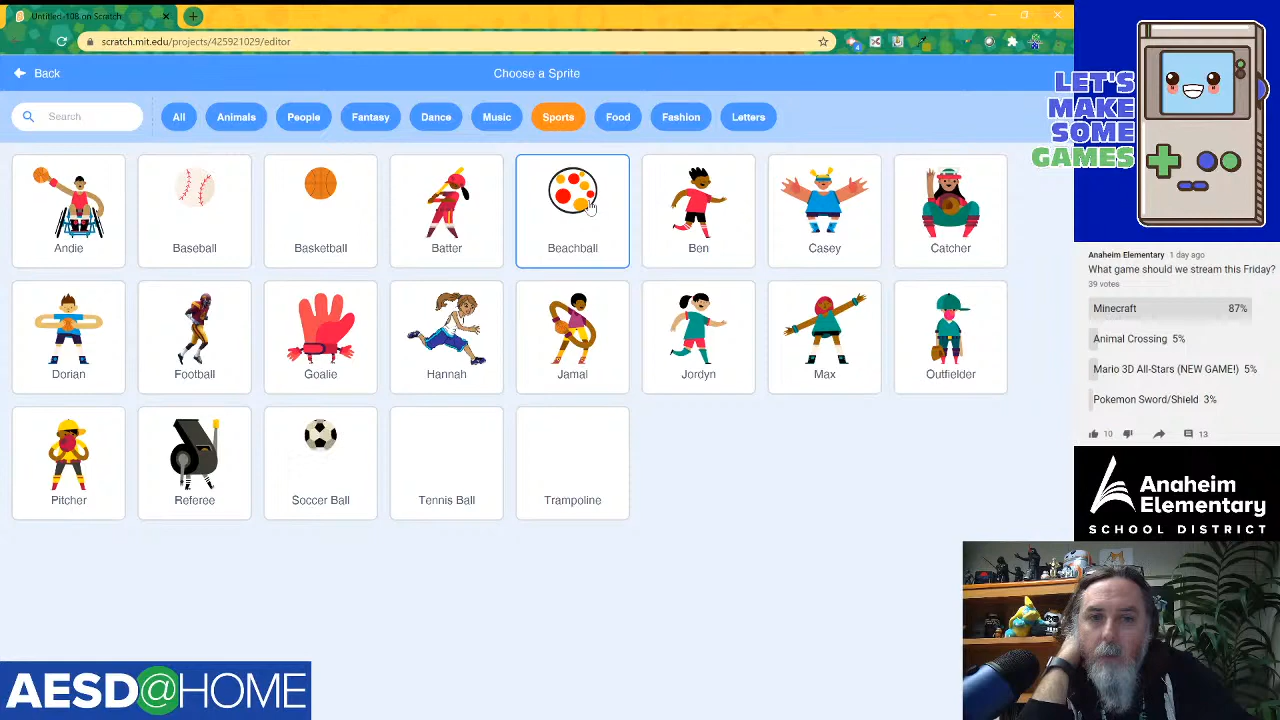 Untitled-108 on Scratch
scratch.mit.edu/projects/425921029/editor
Back
Choose a Sprite
Search
All
Animals
People
Fantasy
Dance
Music
Sports
Food
Fashion
Letters
Andie
Baseball
Basketball
Batter
Beachball
Ben
Casey
Catcher
Dorian
Football
Goalie
Hannah
Jamal
Jordyn
Max
Outfielder
Pitcher
Referee
Soccer Ball
Tennis Ball
Trampoline
LET'S
MAKE
SOME
GAMES
Anaheim Elementary 1 day ago
What game should we stream this Friday?
39 votes
Minecraft 87%
Animal Crossing 5%
Mario 3D All-Stars (NEW GAME!) 5%
Pokemon Sword/Shield 3%
10 13
Anaheim
Elementary
SCHOOL DISTRICT
AESD@HOME